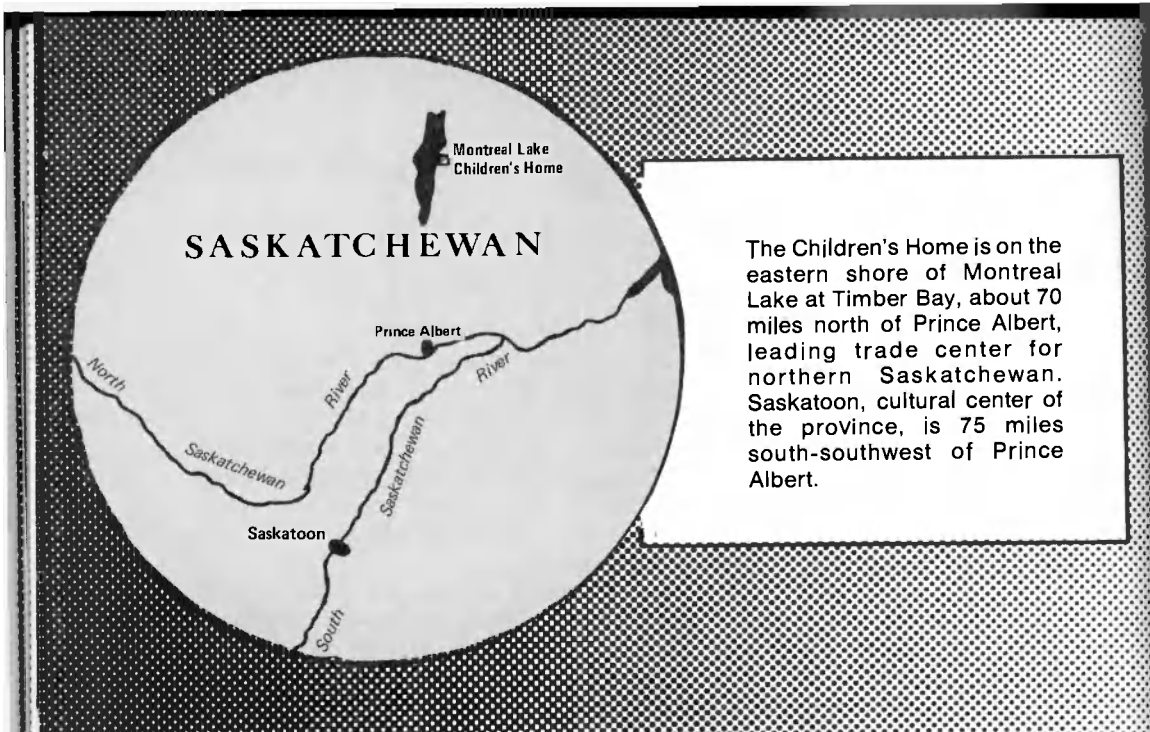 Montreal Lake
Children's Home
SASKATCHEWAN
Prince Albert
North
Saskatchewan
River
River
Saskatchewan
South
Saskatoon
The Children's Home is on the
eastern shore of Montreal
Lake at Timber Bay, about 70
miles north of Prince Albert,
leading trade center for
northern Saskatchewan.
Saskatoon, cultural center of
the province, is 75 miles
south-southwest of Prince
Albert.